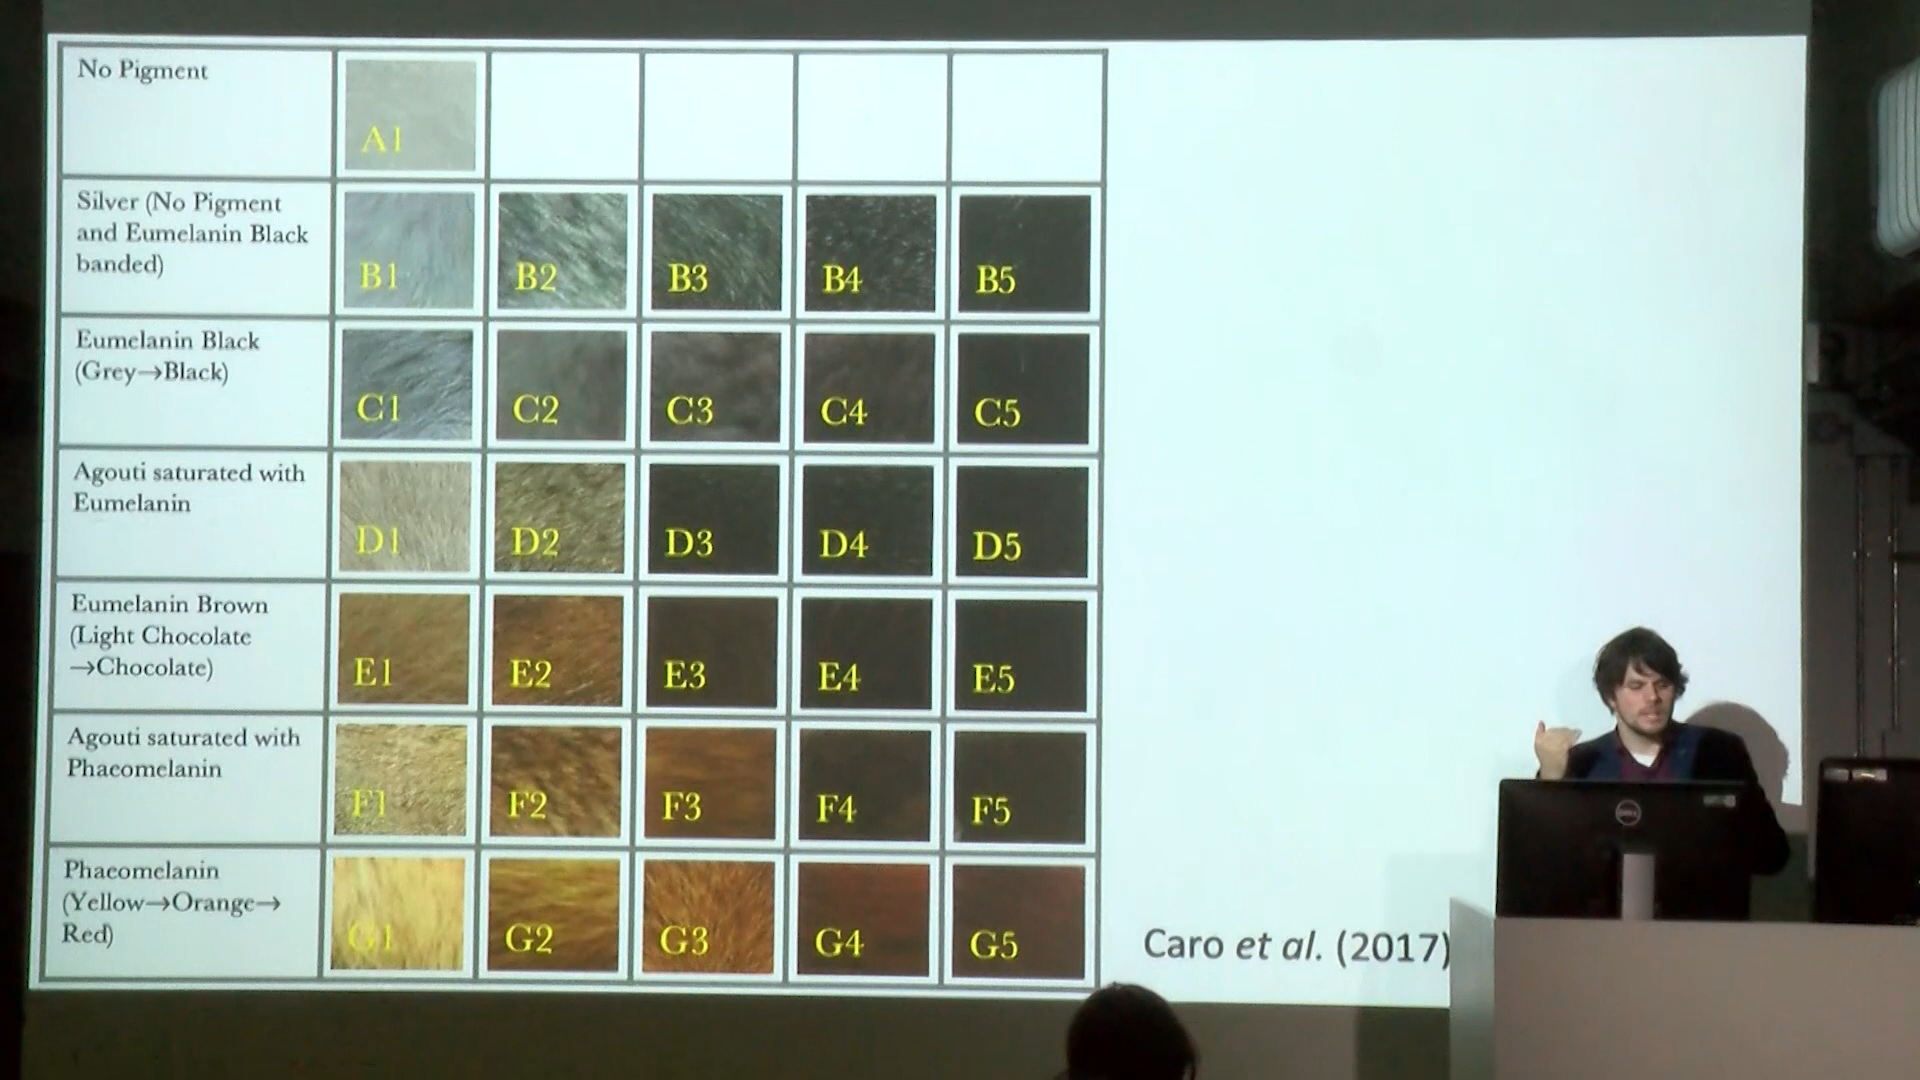 No Pigment
A1
Silver (No Pigment
and Eumelanin Black
banded)
B1
B2
B3
B4
B5
Eumelanin Black
(Grey→Black)
C1
C2
C3
C4
C5
Agouti saturated with
Eumelanin
D1
D2
D3
D4
D5
Eumelanin Brown
(Light Chocolate
→Chocolate)
E1
E2
E3
E4
E5
Agouti saturated with
Phaeomelanin
F1
F2
F3
F4
F5
Phaeomelanin
(Yellow→Orange→
Red)
G1
G2
G3
G4
G5
Caro et al. (2017)
DELL